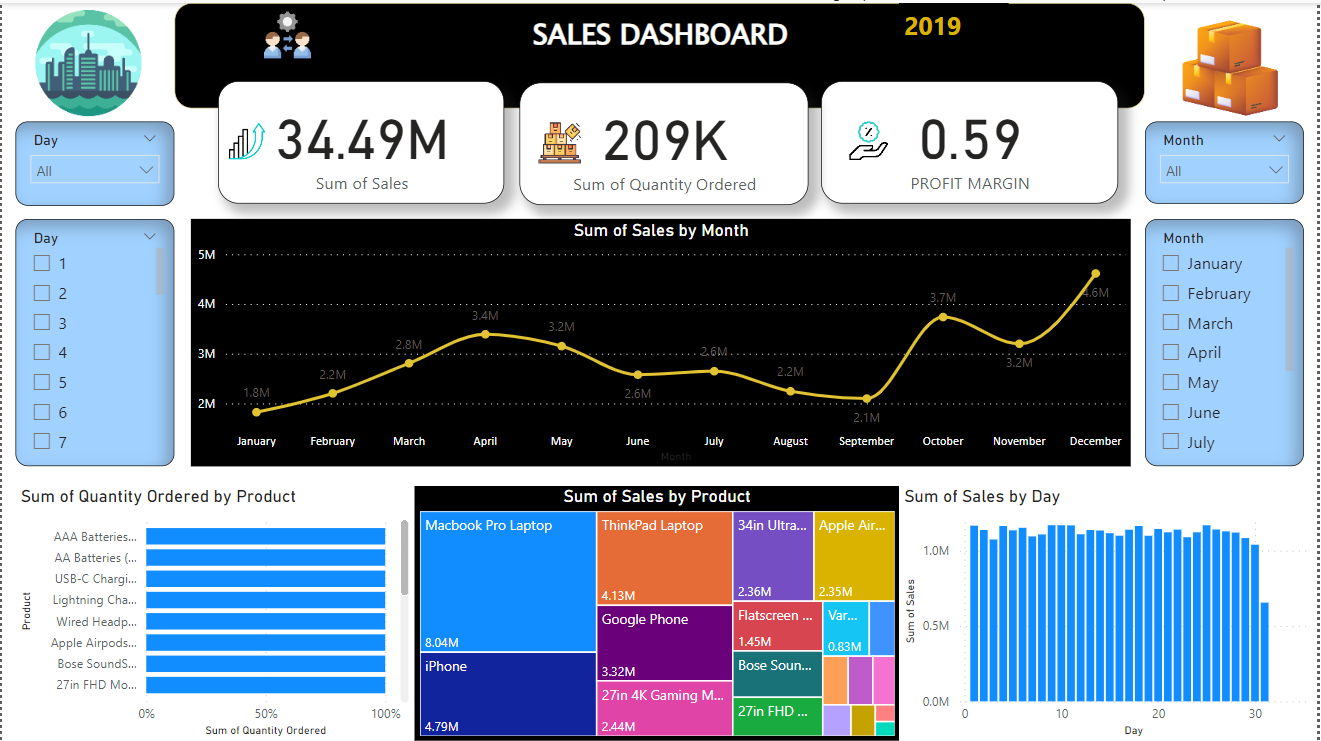 SALES DASHBOARD
2019
34.49M
Sum of Sales
209K
Sum of Quantity Ordered
0.59
PROFIT MARGIN
Day
All
Month
All
Day
1
2
3
4
5
6
7
Sum of Sales by Month
5M
4M
3M
2M
1.8M
2.2M
2.8M
3.4M
3.2M
2.6M
2.6M
2.2M
2.1M
3.7M
3.2M
4.6M
January February March April May June July August September October November December
Month
Month
January
February
March
April
May
June
July
Sum of Quantity Ordered by Product
Product
AAA Batteries...
AA Batteries (...
USB-C Chargi...
Lightning Cha...
Wired Headp...
Apple Airpods...
Bose SoundS...
27in FHD Mo...
0% 50% 100%
Sum of Quantity Ordered
Sum of Sales by Product
Macbook Pro Laptop
8.04M
iPhone
4.79M
ThinkPad Laptop
4.13M
Google Phone
3.32M
27in 4K Gaming M...
2.44M
34in Ultra...
2.36M
Apple Air...
2.35M
Flatscreen ...
1.45M
Var...
0.83M
Bose Soun...
27in FHD ...
Sum of Sales by Day
Sum of Sales
1.0M
0.5M
0.0M
0 10 20 30
Day